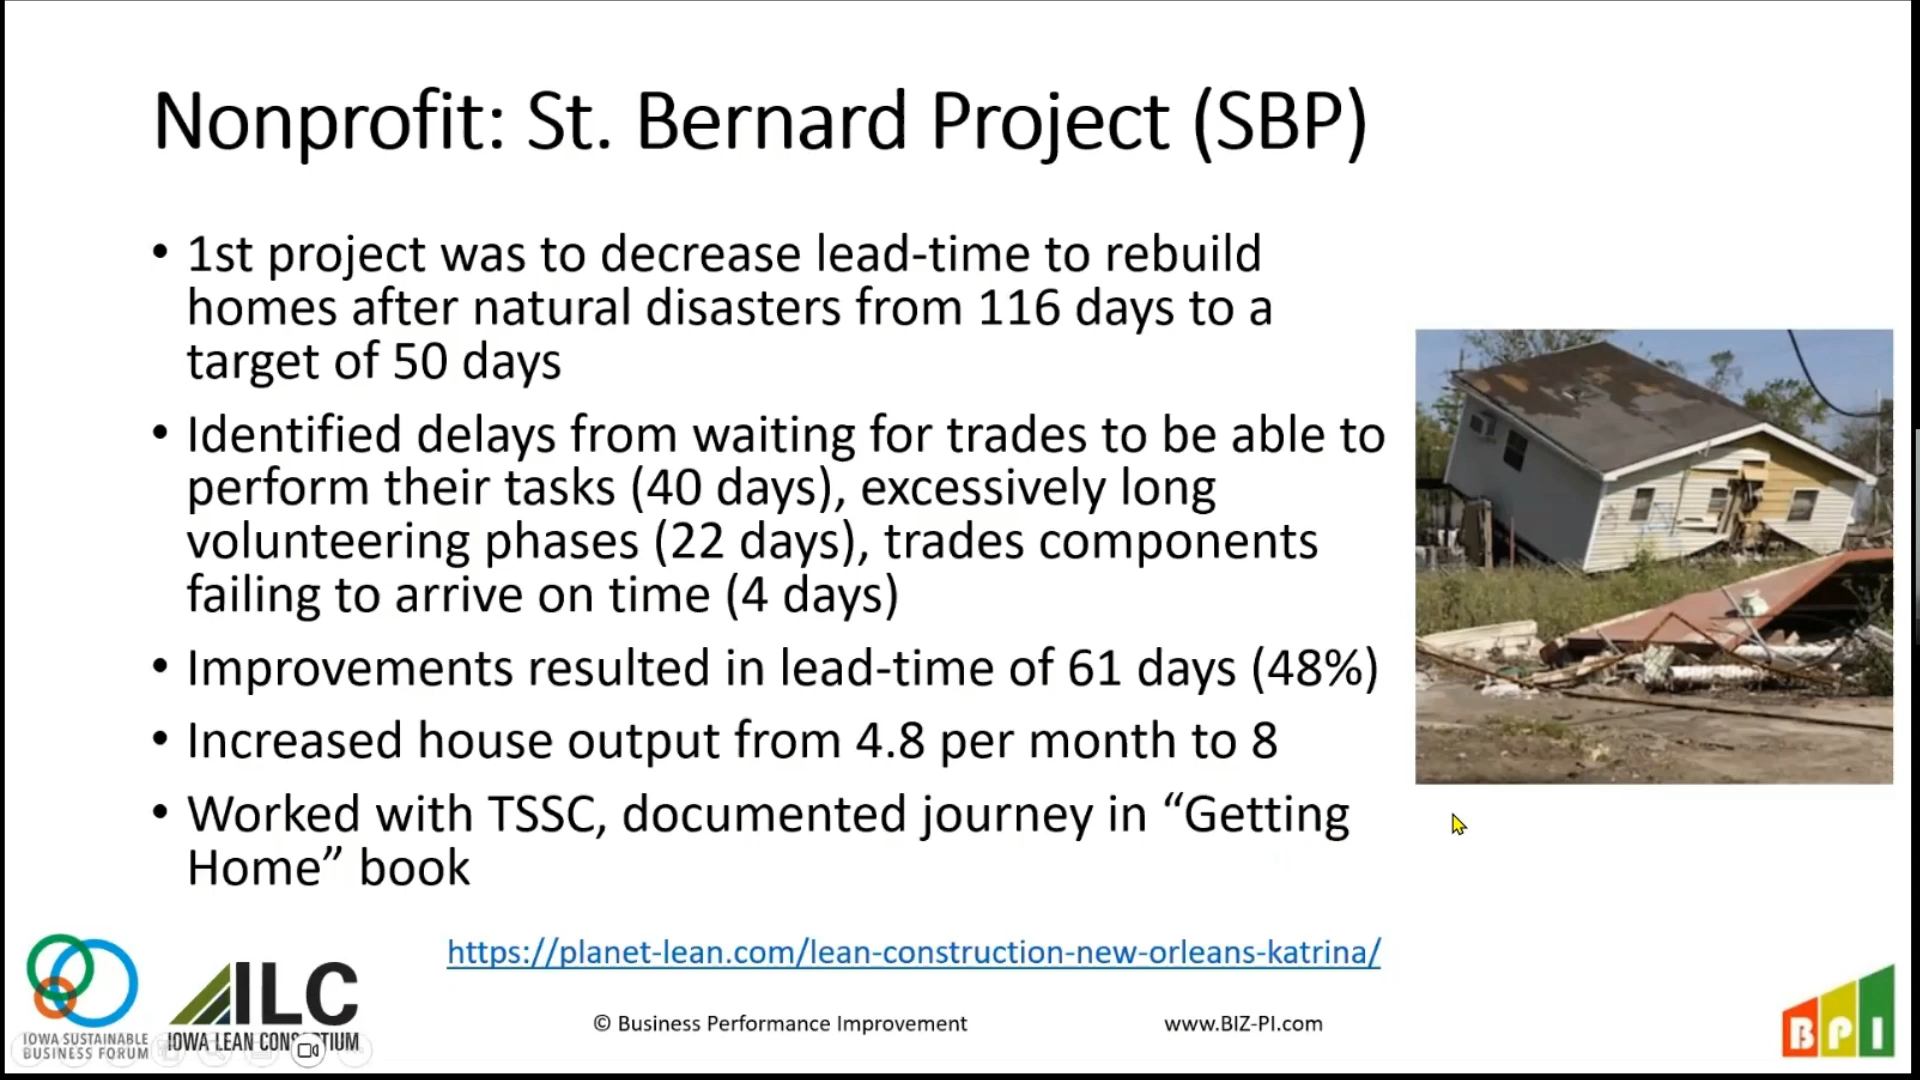 Nonprofit: St. Bernard Project (SBP)
• 1st project was to decrease lead-time to rebuild
homes after natural disasters from 116 days to a
target of 50 days
• Identified delays from waiting for trades to be able to
perform their tasks (40 days), excessively long
volunteering phases (22 days), trades components
failing to arrive on time (4 days)
• Improvements resulted in lead-time of 61 days (48%)
• Increased house output from 4.8 per month to 8
• Worked with TSSC, documented journey in “Getting
Home” book
https://planet-lean.com/lean-construction-new-orleans-katrina/
IOWA SUSTAINABLE
BUSINESS FORUM
ILC
IOWA LEAN CONSORTIUM
© Business Performance Improvement
www.BIZ-PI.com
BPI